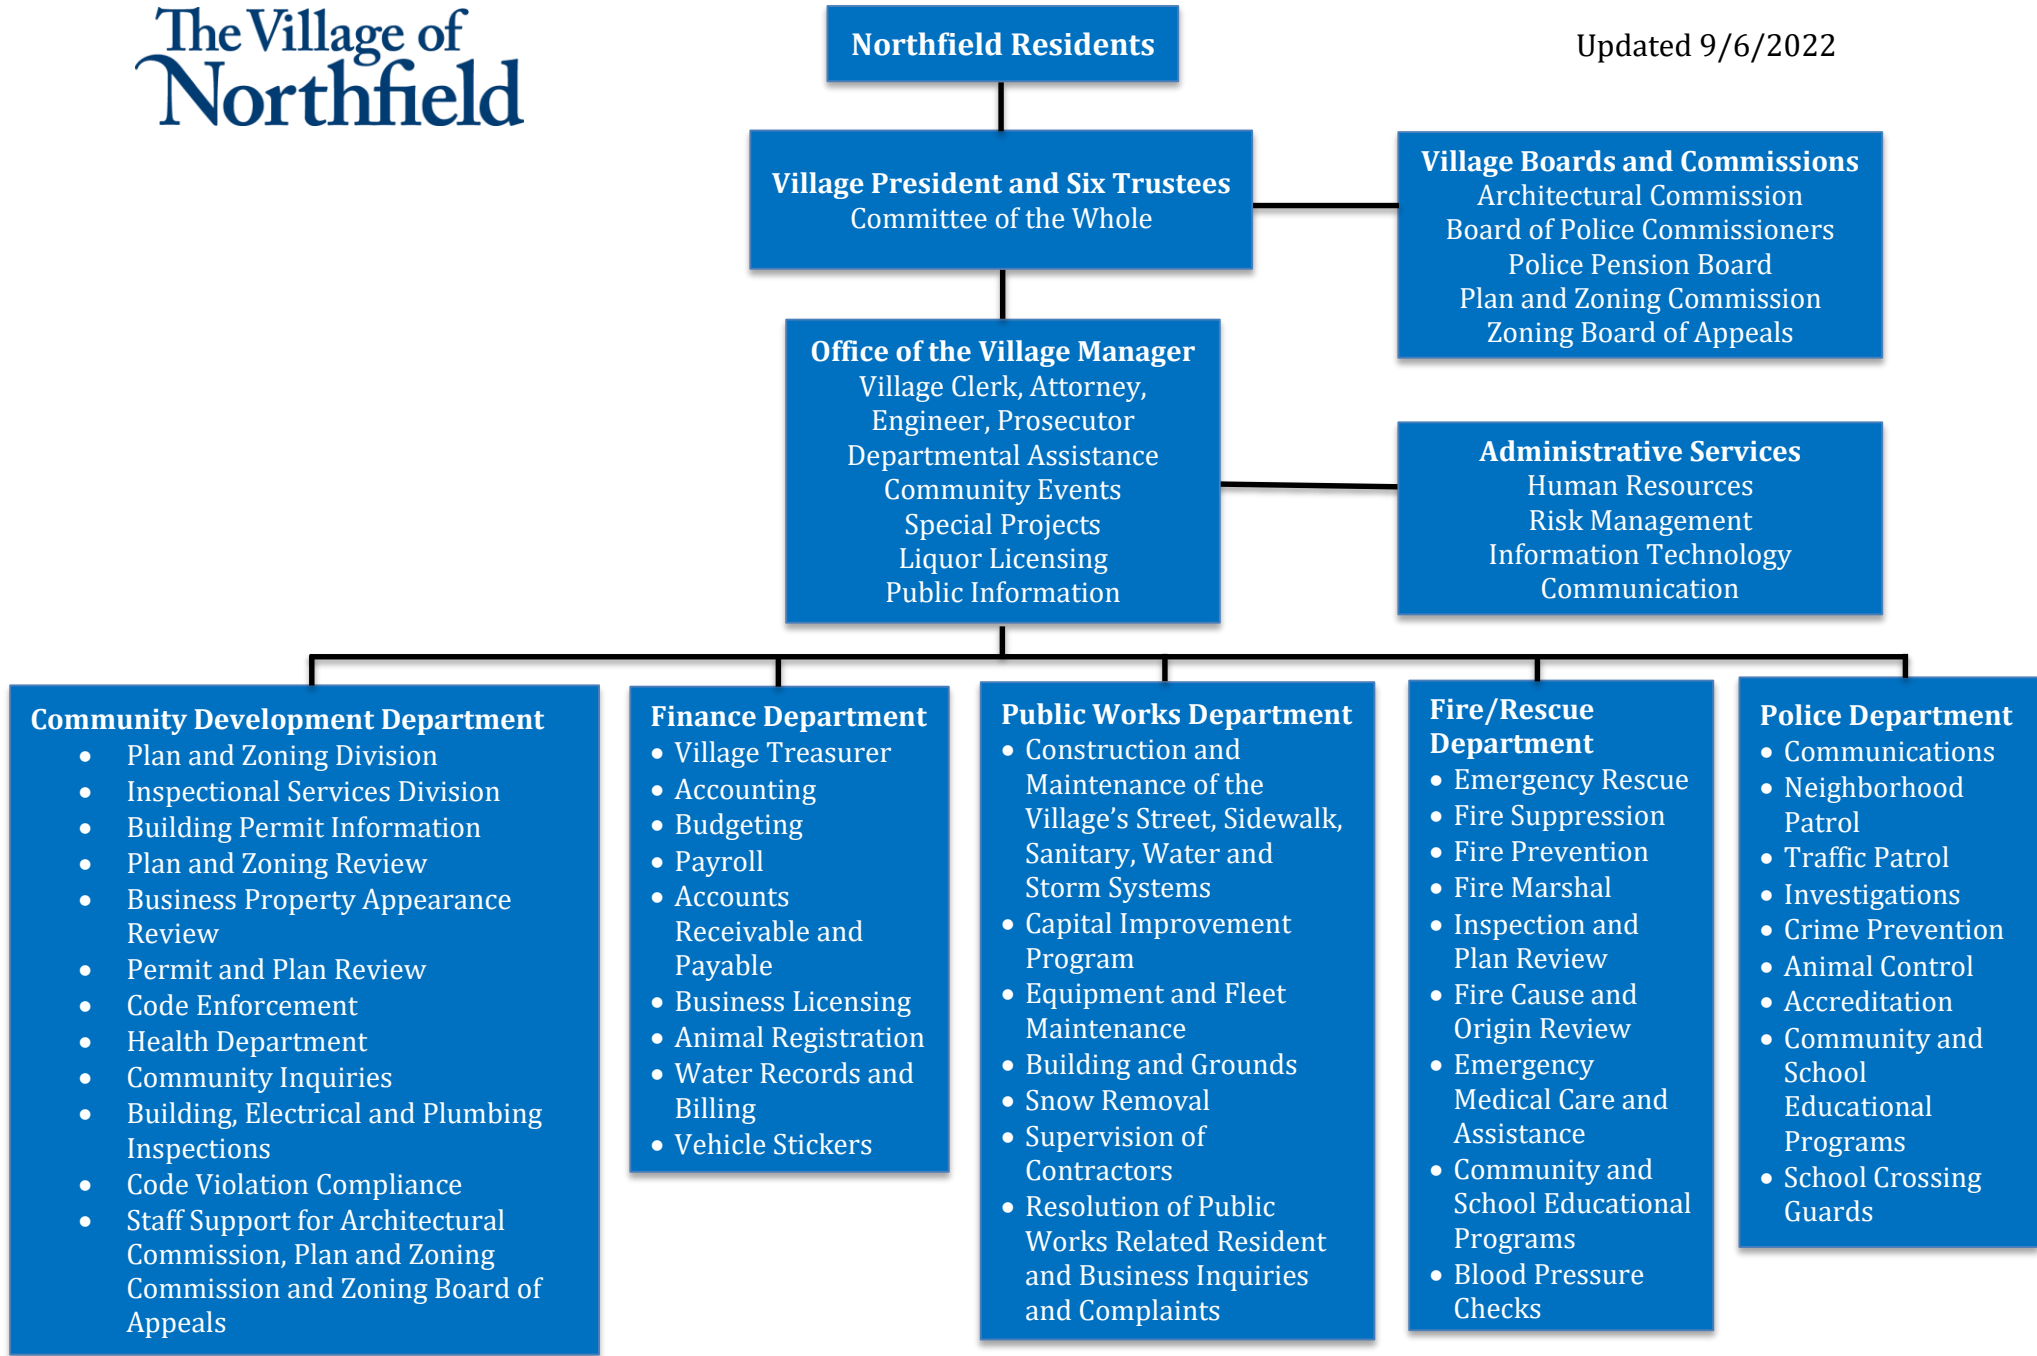 The Village of
Northfield
Northfield Residents
Updated 9/6/2022
Village President and Six Trustees
Committee of the Whole
Village Boards and Commissions
Architectural Commission
Board of Police Commissioners
Police Pension Board
Plan and Zoning Commission
Zoning Board of Appeals
Office of the Village Manager
Village Clerk, Attorney,
Engineer, Prosecutor
Departmental Assistance
Community Events
Special Projects
Liquor Licensing
Public Information
Administrative Services
Human Resources
Risk Management
Information Technology
Communication
Community Development Department
• Plan and Zoning Division
• Inspectional Services Division
• Building Permit Information
• Plan and Zoning Review
• Business Property Appearance
Review
• Permit and Plan Review
• Code Enforcement
• Health Department
• Community Inquiries
• Building, Electrical and Plumbing
Inspections
• Code Violation Compliance
• Staff Support for Architectural
Commission, Plan and Zoning
Commission and Zoning Board of
Appeals
Finance Department
• Village Treasurer
• Accounting
• Budgeting
• Payroll
• Accounts
Receivable and
Payable
• Business Licensing
• Animal Registration
• Water Records and
Billing
• Vehicle Stickers
Public Works Department
• Construction and
Maintenance of the
Village’s Street, Sidewalk,
Sanitary, Water and
Storm Systems
• Capital Improvement
Program
• Equipment and Fleet
Maintenance
• Building and Grounds
• Snow Removal
• Supervision of
Contractors
• Resolution of Public
Works Related Resident
and Business Inquiries
and Complaints
Fire/Rescue
Department
• Emergency Rescue
• Fire Suppression
• Fire Prevention
• Fire Marshal
• Inspection and
Plan Review
• Fire Cause and
Origin Review
• Emergency
Medical Care and
Assistance
• Community and
School Educational
Programs
• Blood Pressure
Checks
Police Department
• Communications
• Neighborhood
Patrol
• Traffic Patrol
• Investigations
• Crime Prevention
• Animal Control
• Accreditation
• Community and
School
Educational
Programs
• School Crossing
Guards